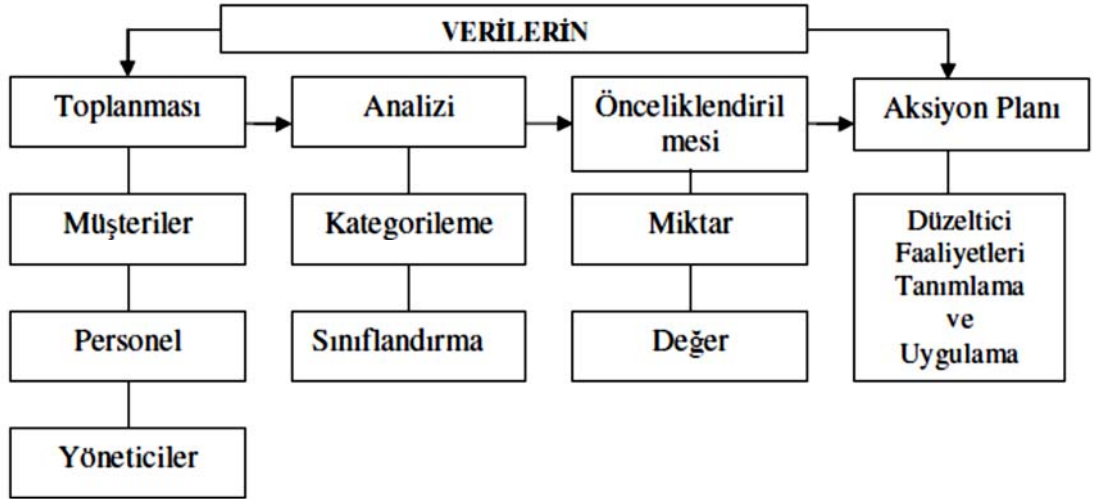 VERİLERİN
Toplanması
Analizi
Önceliklendiril
mesi
Aksiyon Planı
Müşteriler
Kategorileme
Miktar
Düzeltici
Faaliyetleri
Tanımlama
ve
Uygulama
Personel
Sınıflandırma
Değer
Yöneticiler